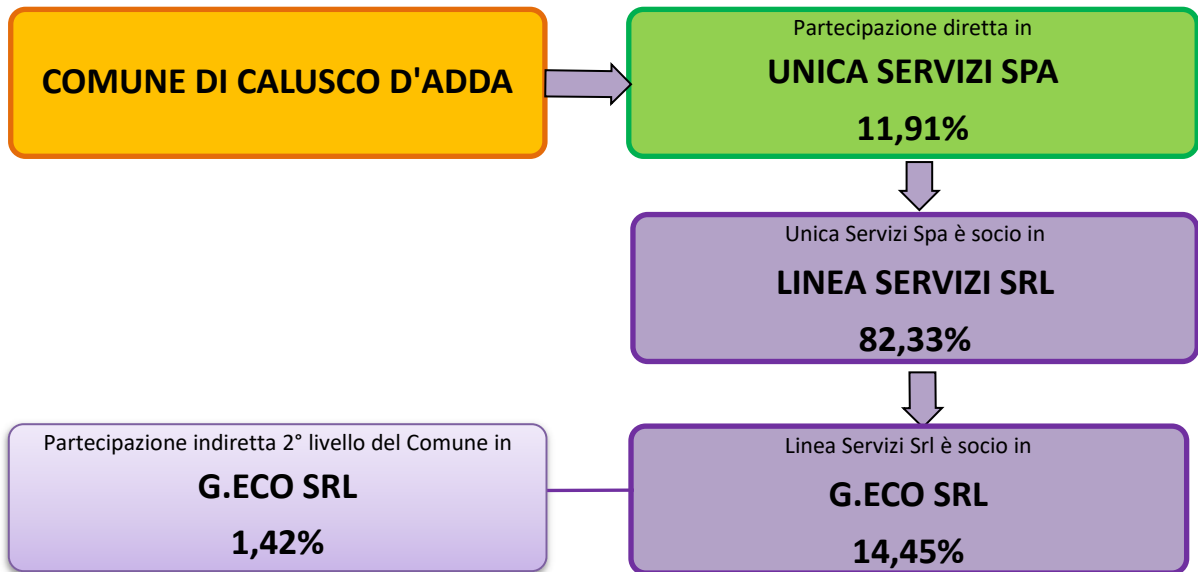 COMUNE DI CALUSCO D'ADDA
Partecipazione diretta in
UNICA SERVIZI SPA
11,91%
Unica Servizi Spa è socio in
LINEA SERVIZI SRL
82,33%
Partecipazione indiretta 2° livello del Comune in
G.ECO SRL
1,42%
Linea Servizi Srl è socio in
G.ECO SRL
14,45%